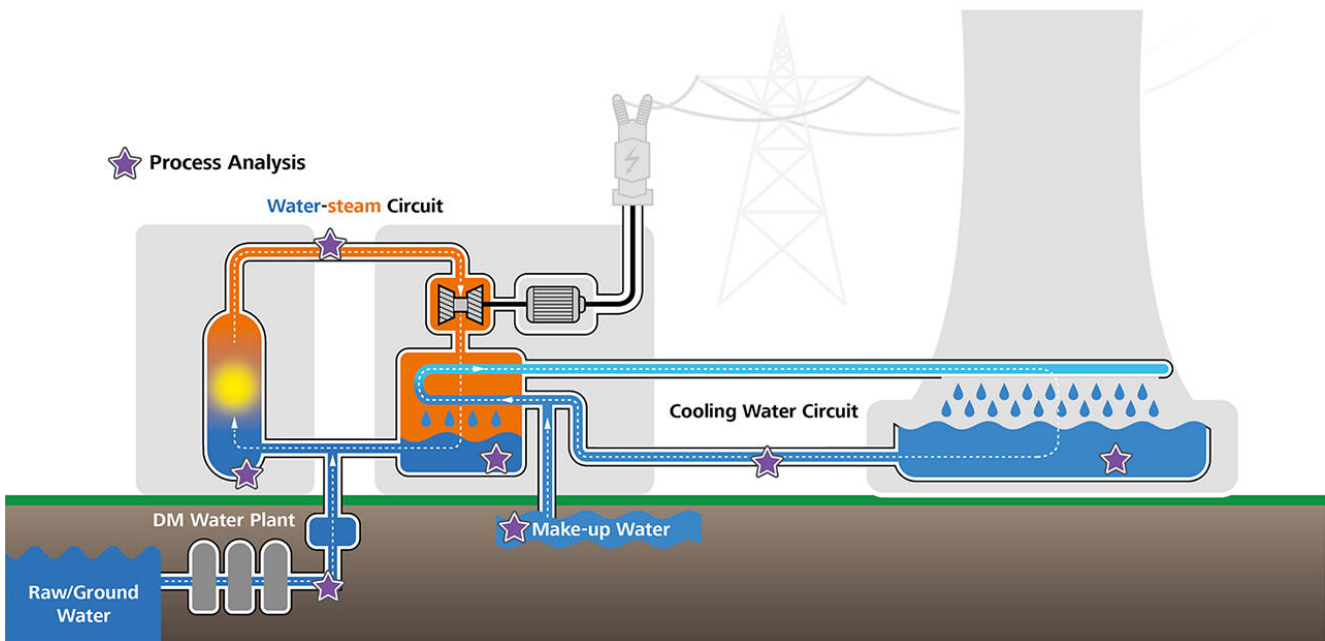 Process Analysis
Water-steam Circuit
Cooling Water Circuit
DM Water Plant
Make-up Water
Raw/Ground
Water